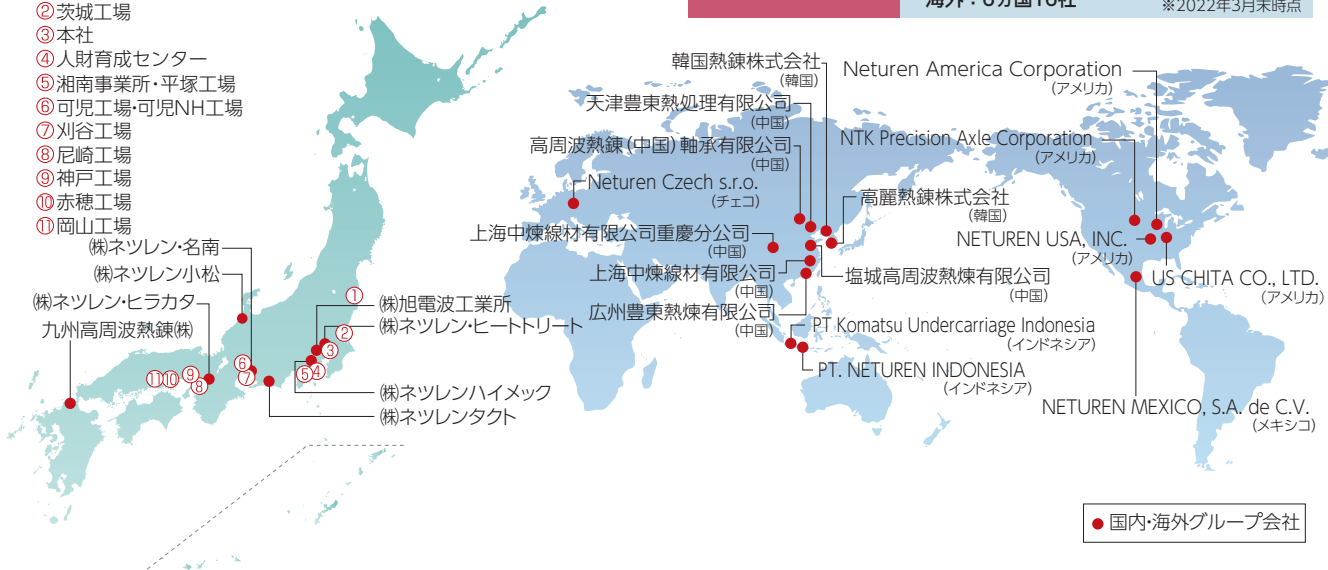 ②茨城工場
③本社
④人財育成センター
⑤湘南事業所・平塚工場
⑥可児工場・可児NH工場
⑦刈谷工場
⑧尼崎工場
⑨神戸工場
⑩赤穂工場
⑪岡山工場
㈱ネツレン・名南
㈱ネツレン小松
㈱ネツレン・ヒラカタ
九州高周波熱錬㈱
①
㈱旭電波工業所
㈱ネツレン・ヒートトリート
②
③
⑥
⑦
⑤
④
⑪
⑩
⑨
⑧
㈱ネツレンハイメック
㈱ネツレンタクト
※2022年3月末時点
韓国熱錬株式会社
(韓国)
天津豊東熱処理有限公司
(中国)
高周波熱錬(中国)軸承有限公司
(中国)
Neturen Czech s.r.o.
(チェコ)
高麗熱錬株式会社
(韓国)
上海中煉線材有限公司重慶分公司
(中国)
上海中煉線材有限公司
(中国)
塩城高周波熱煉有限公司
(中国)
広州豊東熱煉有限公司
(中国)
PT Komatsu Undercarriage Indonesia
(インドネシア)
PT. NETUREN INDONESIA
(インドネシア)
Neturen America Corporation
(アメリカ)
NTK Precision Axle Corporation
(アメリカ)
NETUREN USA, INC.
(アメリカ)
US CHITA CO., LTD.
(アメリカ)
NETUREN MEXICO, S.A. de C.V.
(メキシコ)
●国内・海外グループ会社